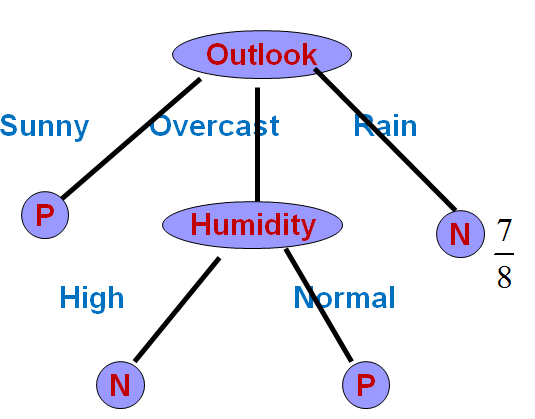 Outlook
Sunny Overcast Rain
P Humidity N 7/8
High Normal
N P